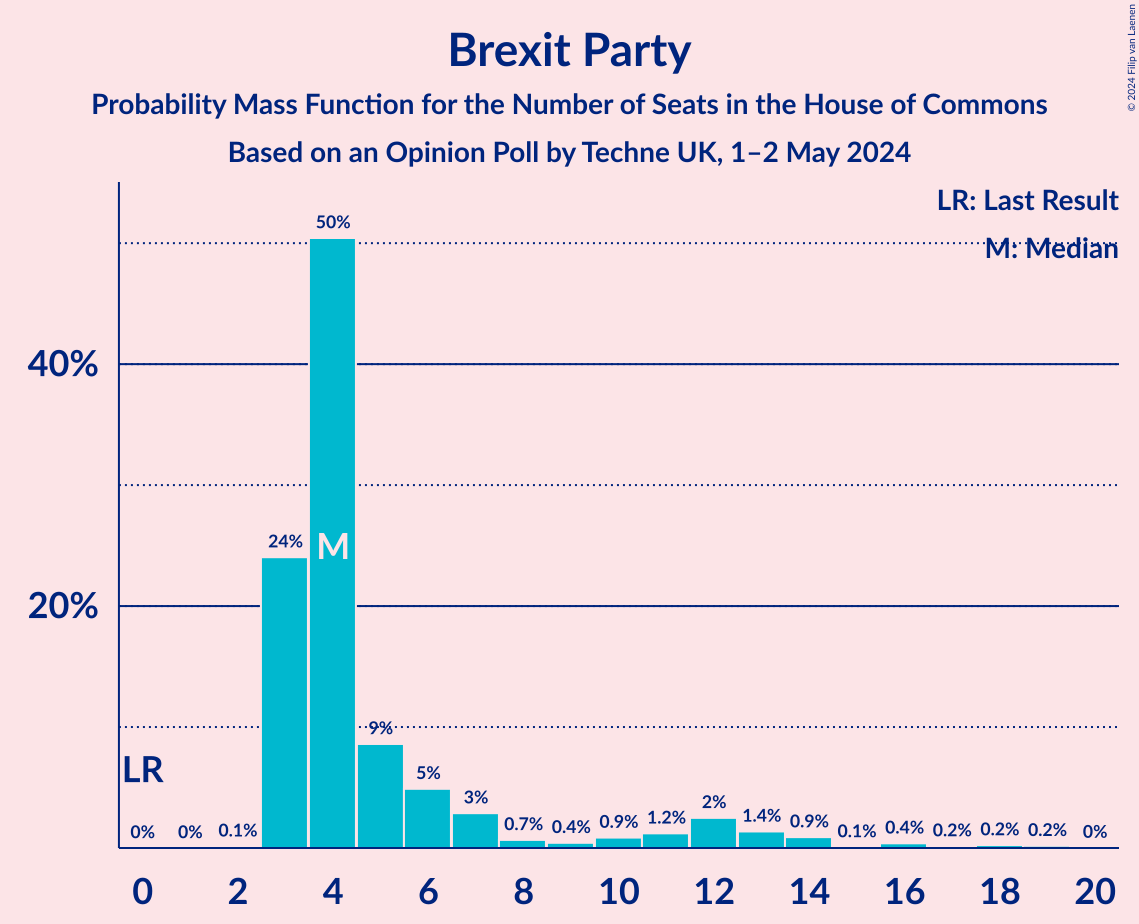 Brexit Party
Probability Mass Function for the Number of Seats in the House of Commons
Based on an Opinion Poll by Techne UK, 1–2 May 2024
© 2024 Filip van Laenen
LR: Last Result
M: Median
50%
40%
24%
M
20%
9%
LR
5%
3%
0% 0% 0.1% 0.7% 0.4% 0.9% 1.2% 2% 1.4% 0.9% 0.1% 0.4% 0.2% 0.2% 0.2% 0%
0 2 4 6 8 10 12 14 16 18 20